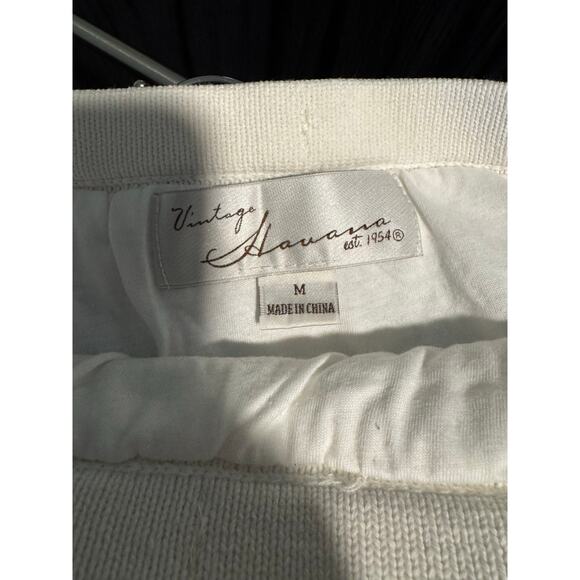 Vintage
Havana
est. 1954®
M
MADE IN CHINA